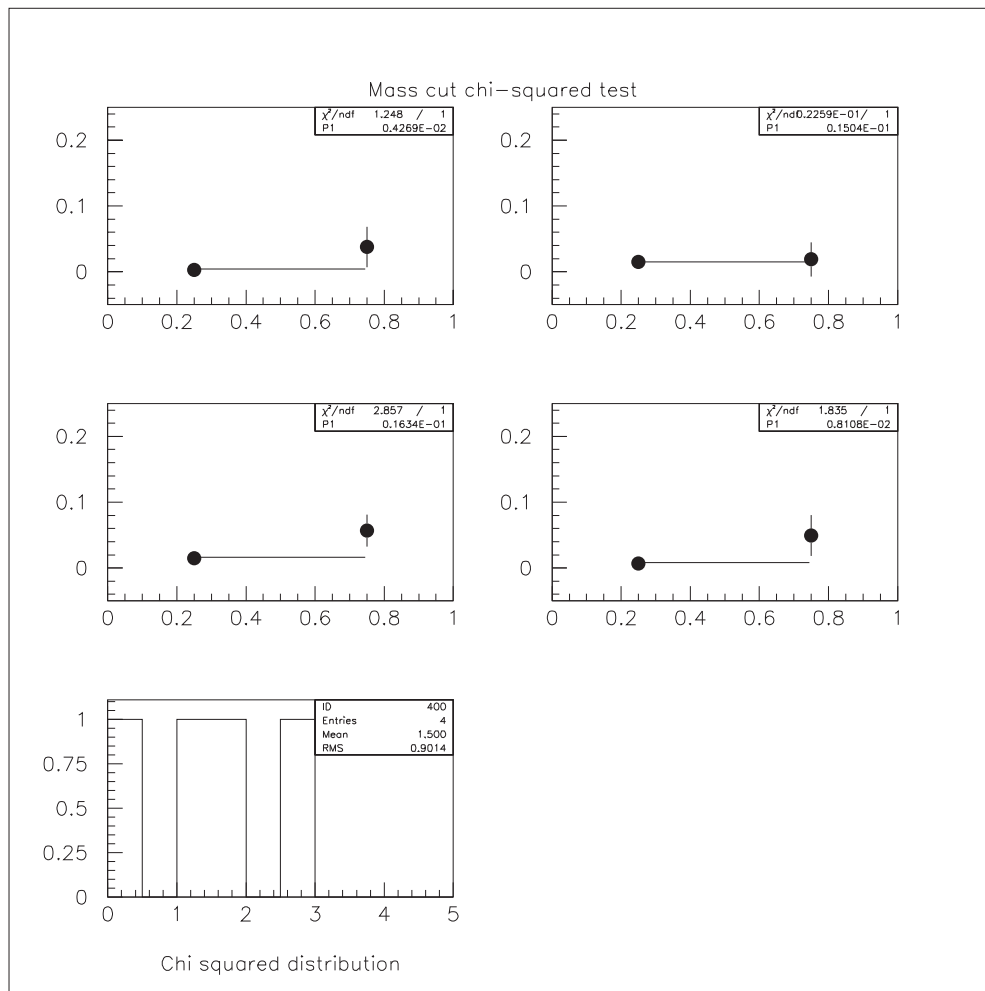 Mass cut chi-squared test
χ²/ndf 1.248 / 1
P1 0.4269E-02
0.2
0.1
0
0 0.2 0.4 0.6 0.8 1
χ²/ndf 0.2259E-01/ 1
P1 0.1504E-01
0.2
0.1
0
0 0.2 0.4 0.6 0.8 1
χ²/ndf 2.857 / 1
P1 0.1634E-01
0.2
0.1
0
0 0.2 0.4 0.6 0.8 1
χ²/ndf 1.835 / 1
P1 0.8108E-02
0.2
0.1
0
0 0.2 0.4 0.6 0.8 1
ID 400
Entries 4
Mean 1.500
RMS 0.9014
1
0.75
0.5
0.25
0
0 1 2 3 4 5
Chi squared distribution